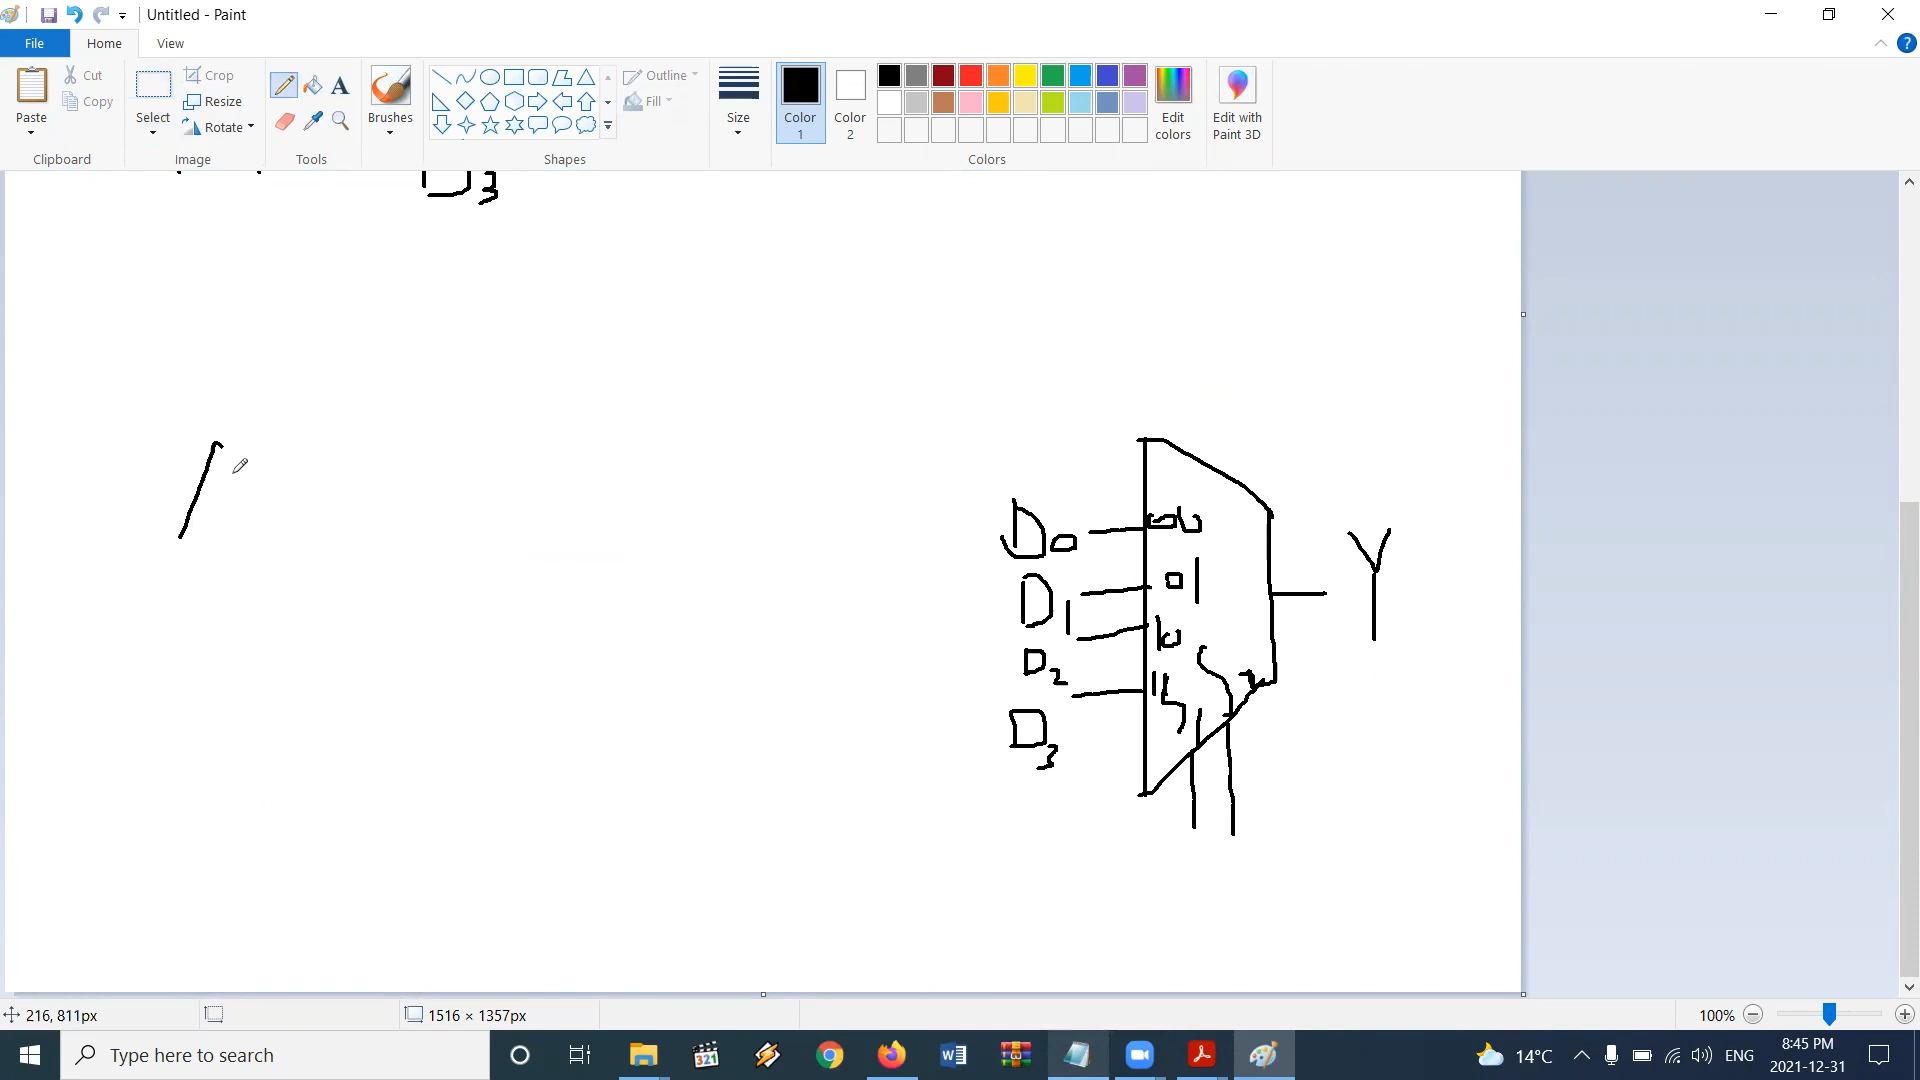 Untitled - Paint
File Home View
Paste
Cut
Copy
Clipboard
Select
Crop
Resize
Rotate
Image
A
Tools
Brushes
Shapes
Outline
Fill
Size
Color 1
Color 2
Colors
Edit colors
Edit with Paint 3D
D3
D0 00
D1 01
D2 10
D3 11
Y
216, 811px
1516 × 1357px
100%
Type here to search
321
14°C
ENG
8:45 PM
2021-12-31